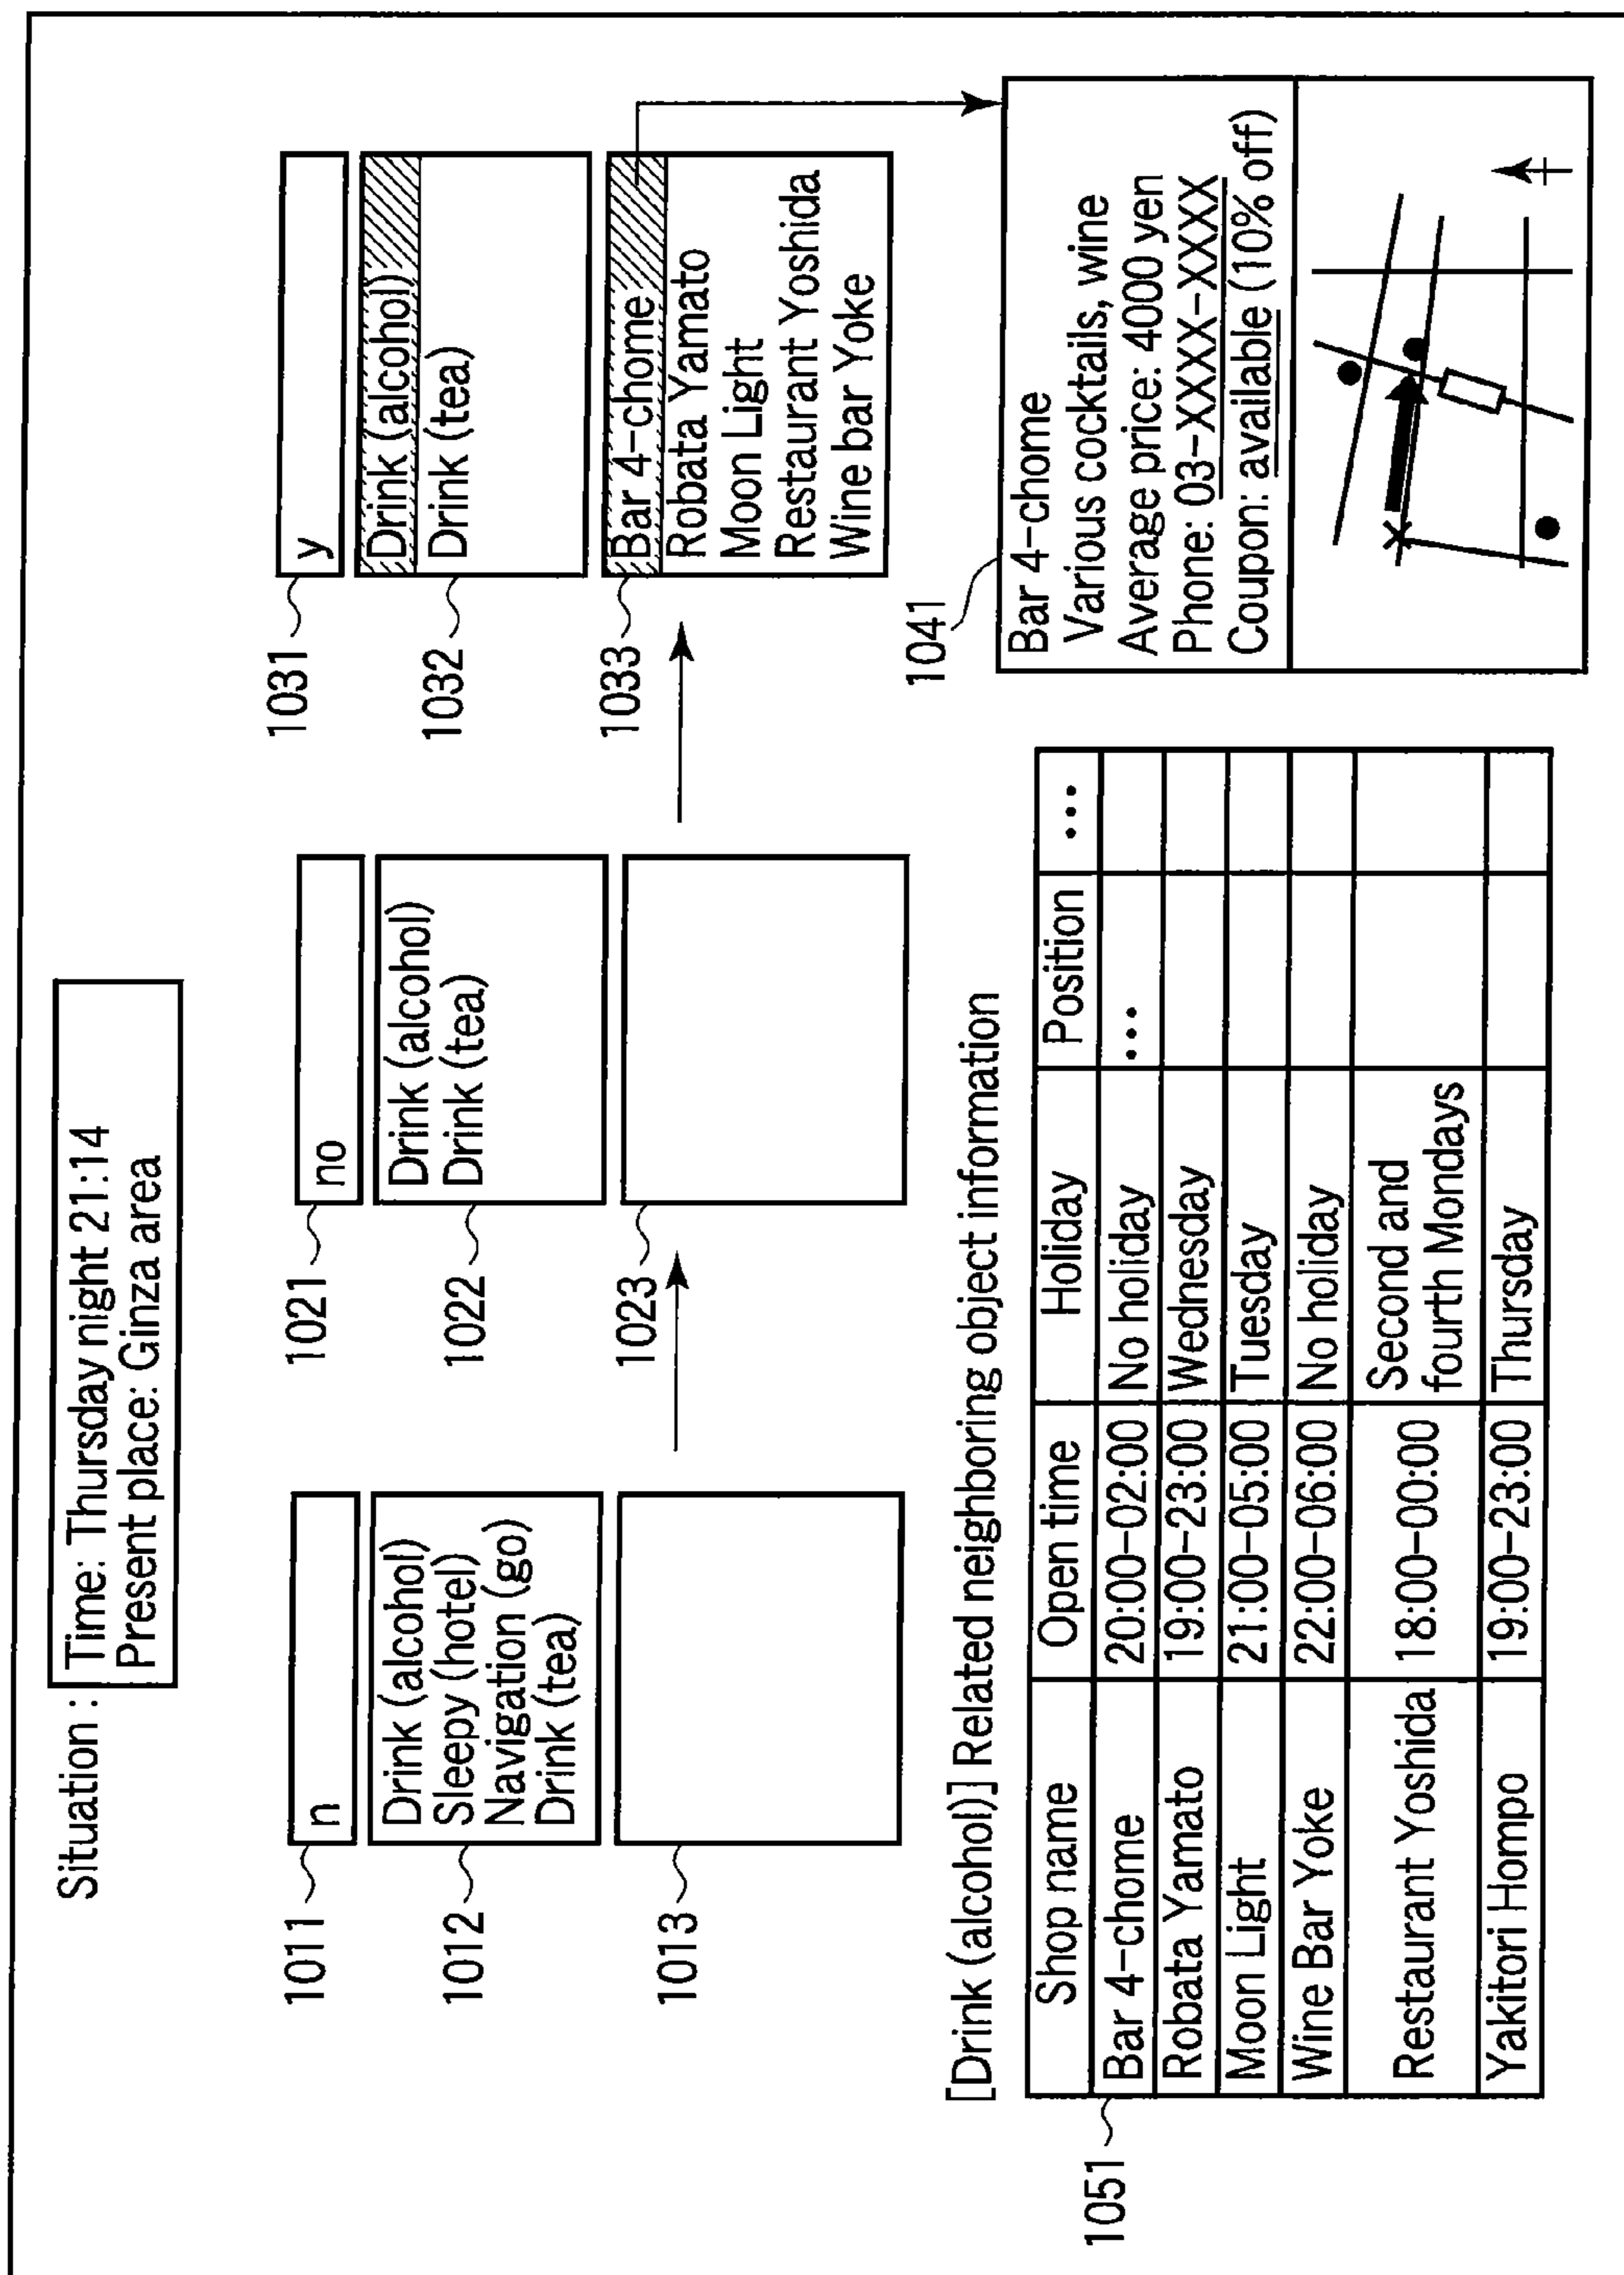 Situation : Time: Thursday night 21:14
Present place: Ginza area
1011 n
1012 Drink (alcohol)
Sleepy (hotel)
Navigation (go)
Drink (tea)
1013
1021 no
1022 Drink (alcohol)
Drink (tea)
1023
1031 y
1032 Drink (alcohol)
Drink (tea)
1033 Bar 4-chome
Robata Yamato
Moon Light
Restaurant Yoshida
Wine bar Yoke
1041
Bar 4-chome
Various cocktails, wine
Average price: 4000 yen
Phone: 03-XXXX-XXXX
Coupon: available (10% off)
[Drink (alcohol)] Related neighboring object information
1051
Shop name Open time Holiday Position ....
Bar 4-chome 20:00-02:00 No holiday ....
Robata Yamato 19:00-23:00 Wednesday
Moon Light 21:00-05:00 Tuesday
Wine Bar Yoke 22:00-06:00 No holiday
Restaurant Yoshida 18:00-00:00 Second and
fourth Mondays
Yakitori Hompo 19:00-23:00 Thursday